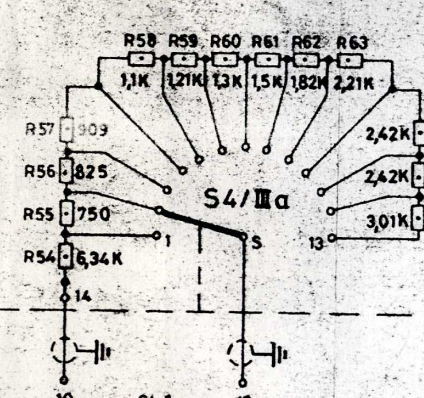 R58 R59 R60 R61 R62 R63
1,1K 1,21K 1,3K 1,5K 1,82K 2,21K
R57 909
2,42K
R56 825
2,42K
S4/IIIa
R55 750
3,01K
1 S 13
R54 6,34K
14